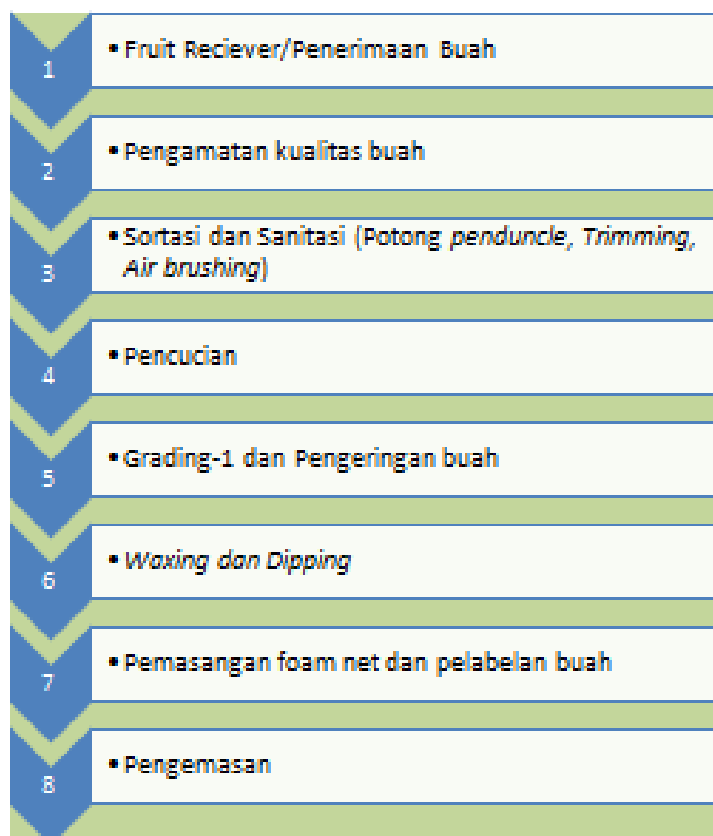 1
• Fruit Reciever/Penerimaan Buah
2
• Pengamatan kualitas buah
3
• Sortasi dan Sanitasi (Potong penduncle, Trimming,
Air brushing)
4
• Pencucian
5
• Grading-1 dan Pengeringan buah
6
• Waxing dan Dipping
7
• Pemasangan foam net dan pelabelan buah
8
• Pengemasan